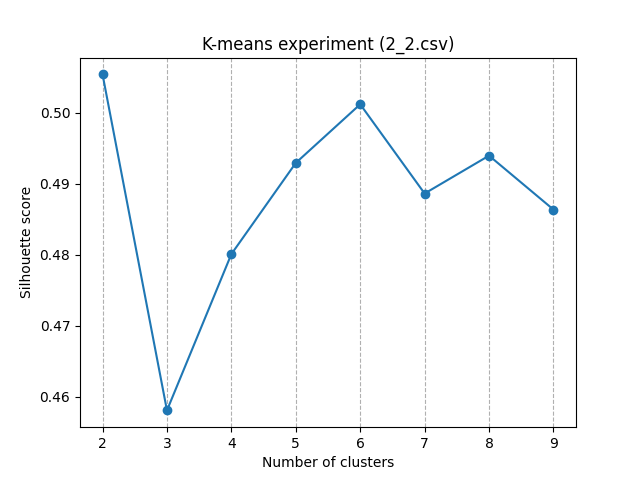 K-means experiment (2_2.csv)
Silhouette score
0.50
0.49
0.48
0.47
0.46
2 3 4 5 6 7 8 9
Number of clusters